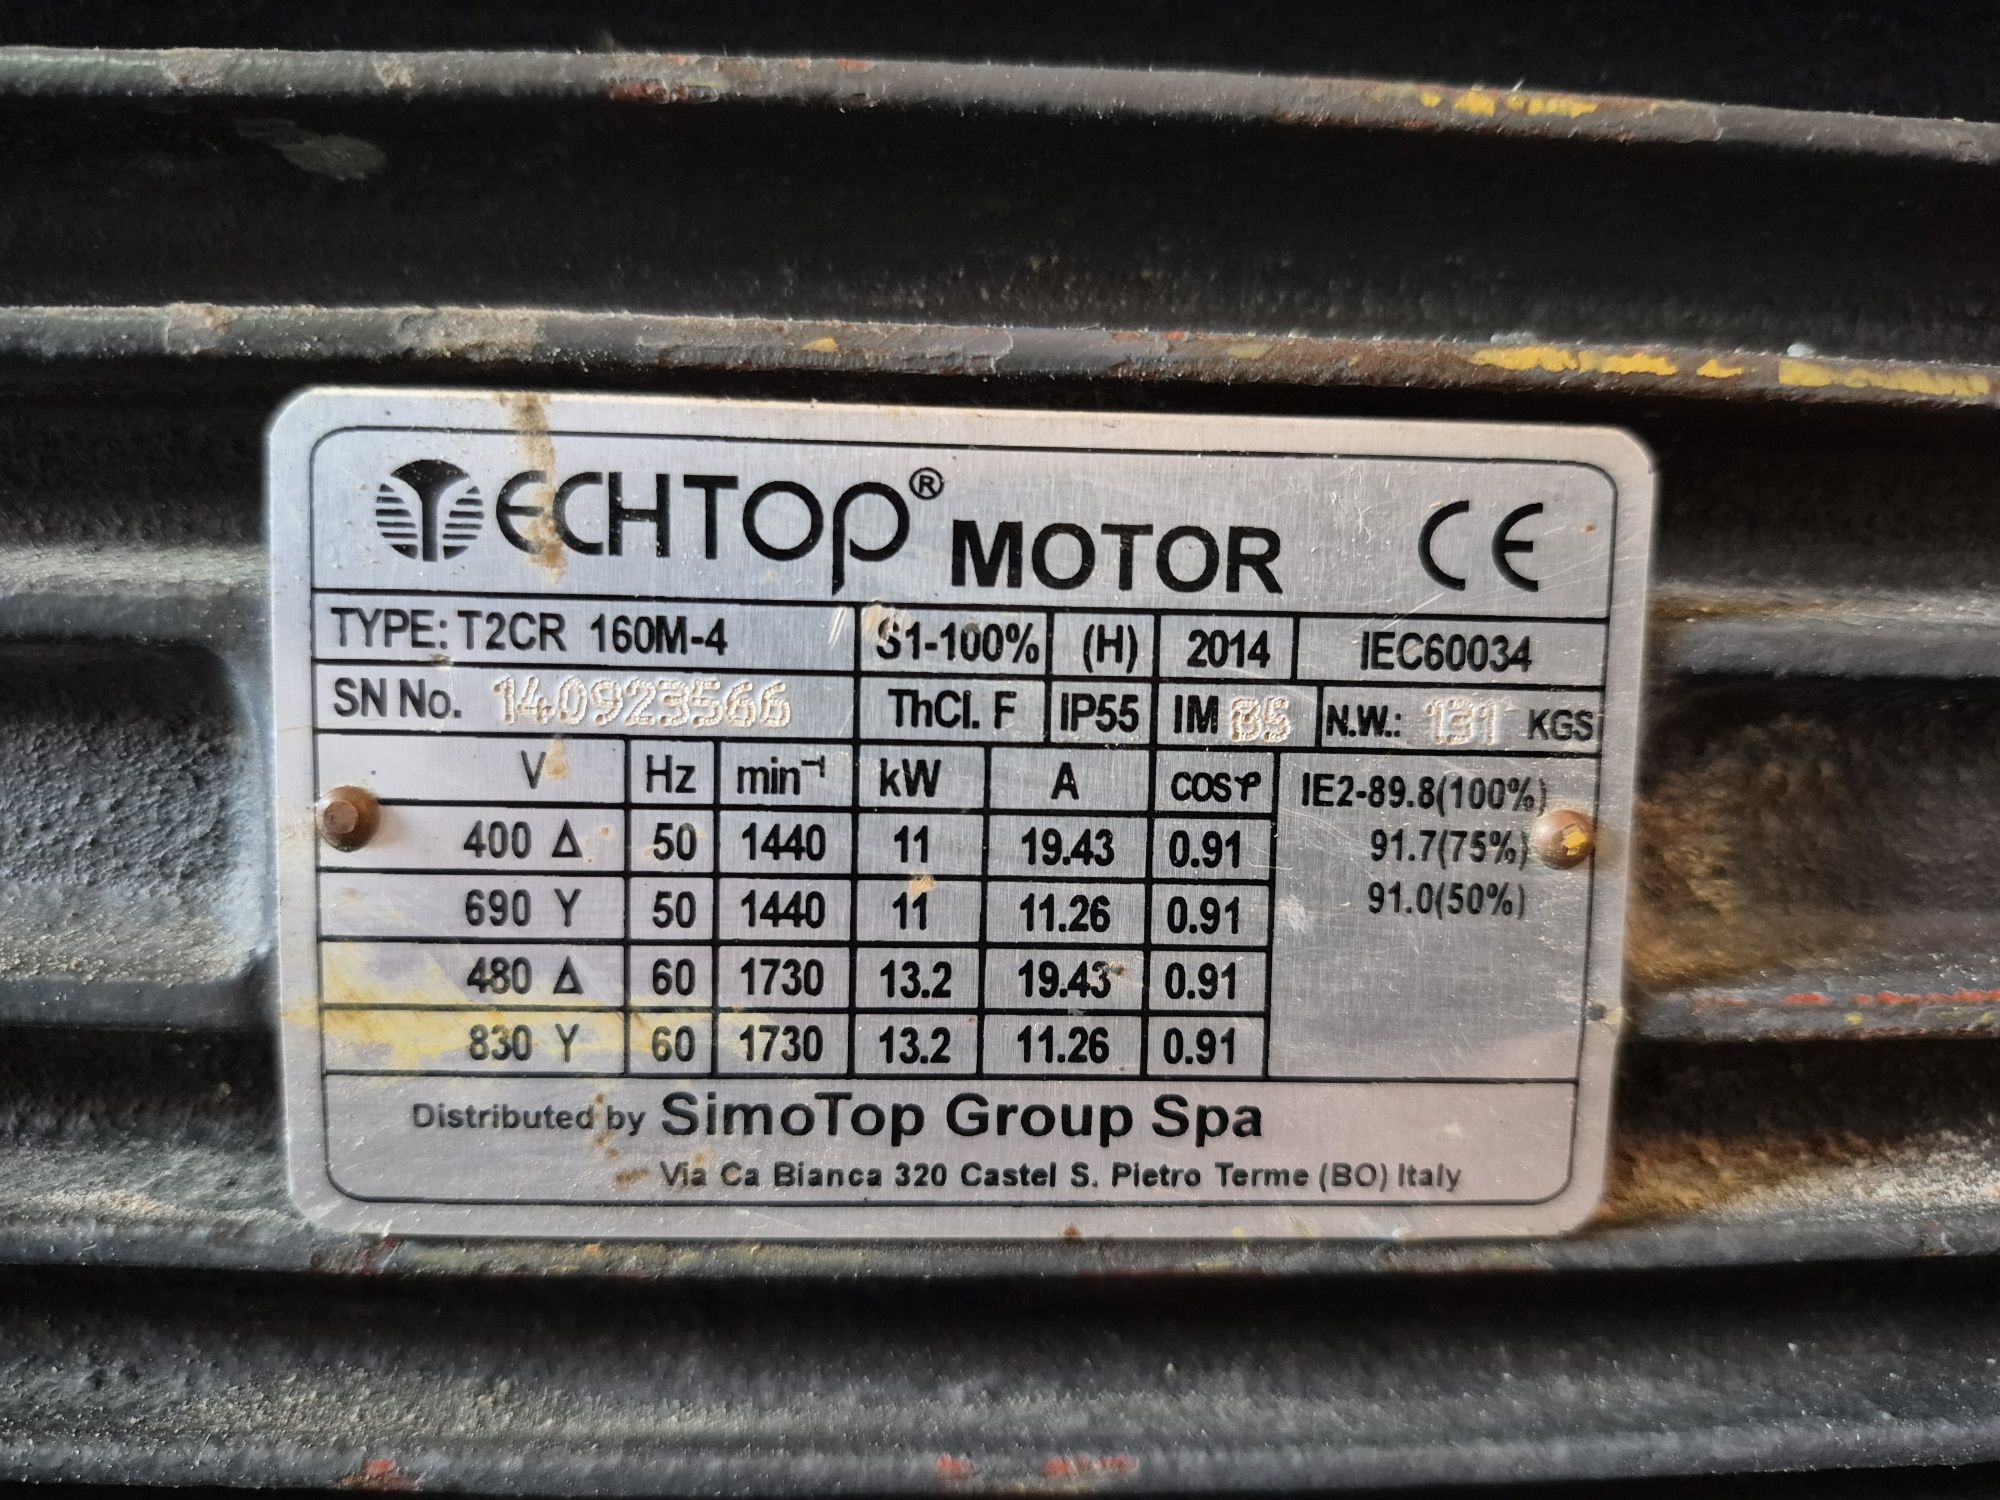 TECHTOP® MOTOR CE
TYPE: T2CR 160M-4 S1-100% (H) 2014 IEC60034
SN No. 140923566 ThCl. F IP55 IM B5 N.W.: 131 KGS
V Hz min⁻¹ kW A COSφ IE2-89.8(100%)
400 Δ 50 1440 11 19.43 0.91 91.7(75%)
690 Y 50 1440 11 11.26 0.91 91.0(50%)
480 Δ 60 1730 13.2 19.43 0.91
830 Y 60 1730 13.2 11.26 0.91
Distributed by SimoTop Group Spa
Via Ca Bianca 320 Castel S. Pietro Terme (BO) Italy